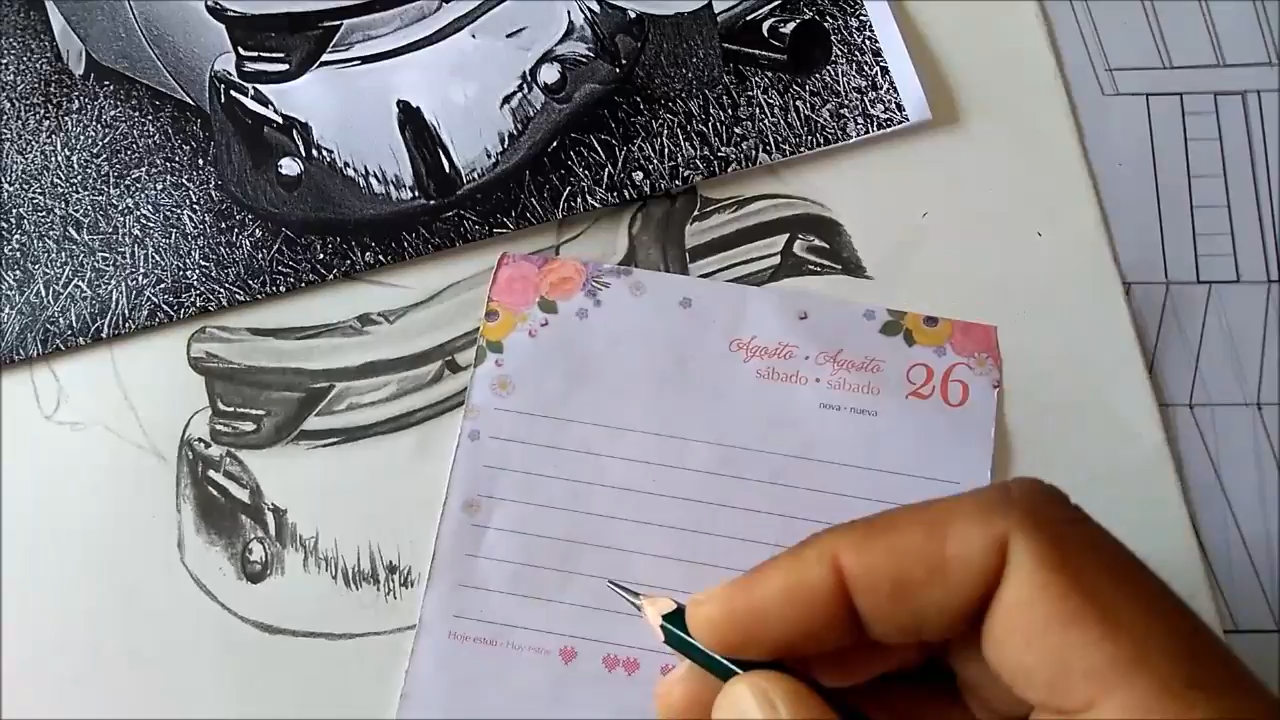 Agosto • Agosto
sábado • sábado
26
nova • nueva
Hoje estou • Hoy estoy